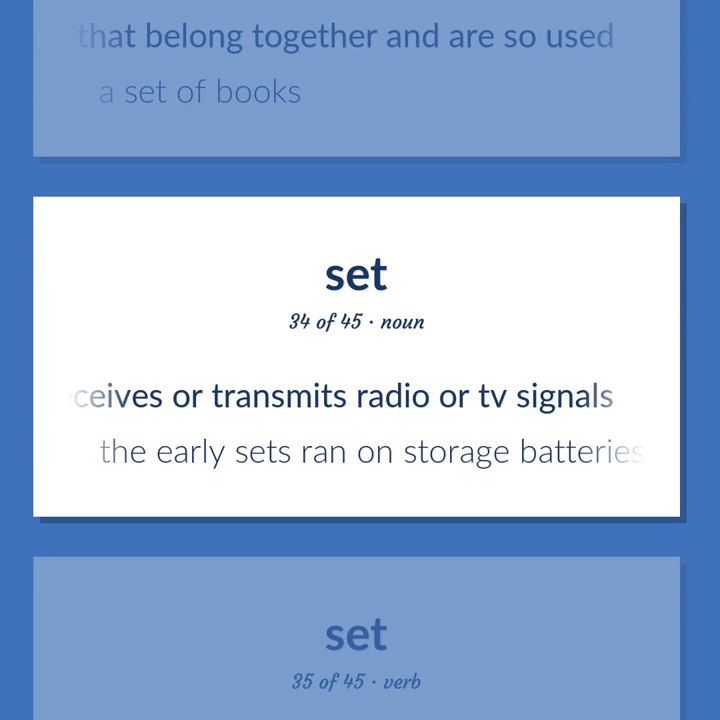 that belong together and are so used
a set of books
set
34 of 45 · noun
ceives or transmits radio or tv signals
the early sets ran on storage batteries
set
35 of 45 · verb